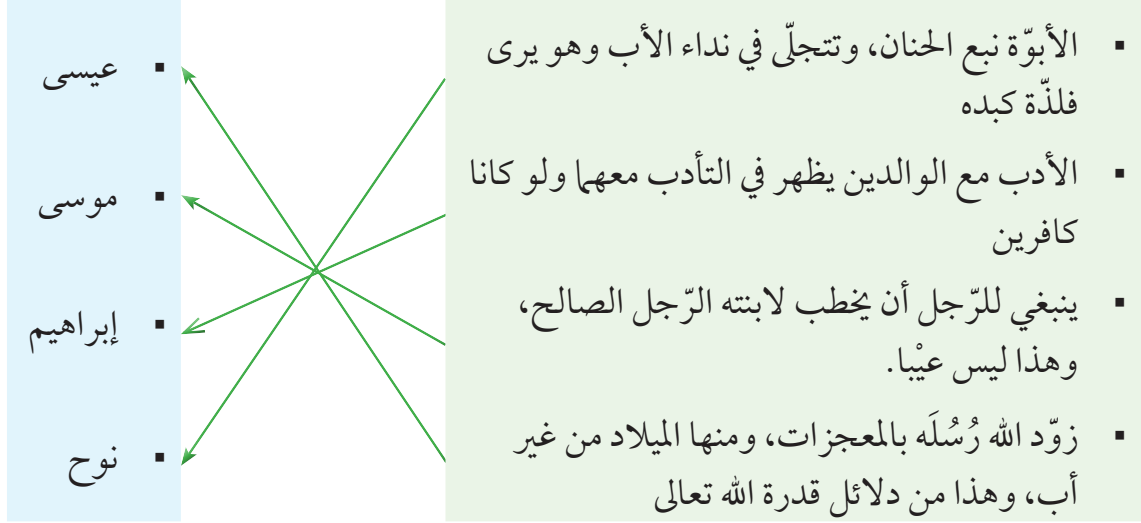 ▪ الأبوّة نبع الحنان، وتتجلّى في نداء الأب وهو يرى
فلذّة كبده
▪ الأدب مع الوالدين يظهر في التأدب معهما ولو كانا
كافرين
▪ ينبغي للرّجل أن يخطب لابنته الرّجل الصالح،
وهذا ليس عيْبا.
▪ زوّد الله رُسُلَه بالمعجزات، ومنها الميلاد من غير
أب، وهذا من دلائل قدرة الله تعالى
▪ عيسى
▪ موسى
▪ إبراهيم
▪ نوح